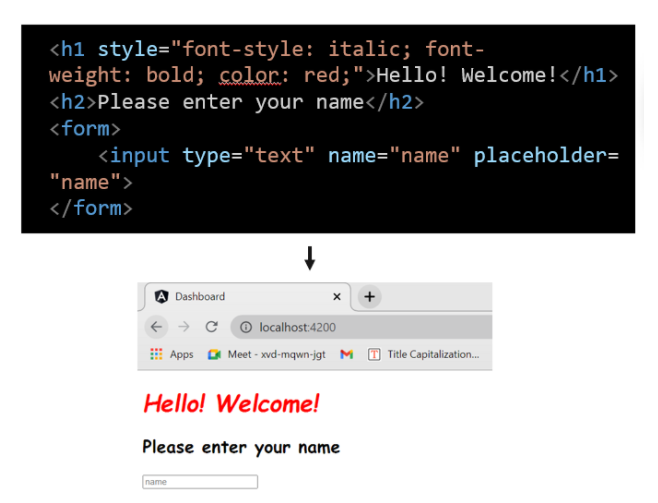 <h1 style="font-style: italic; font-
weight: bold; color: red;">Hello! Welcome!</h1>
<h2>Please enter your name</h2>
<form>
    <input type="text" name="name" placeholder=
"name">
</form>
Dashboard
localhost:4200
Apps Meet - xvd-mqwn-jgt Title Capitalization...
Hello! Welcome!
Please enter your name
name